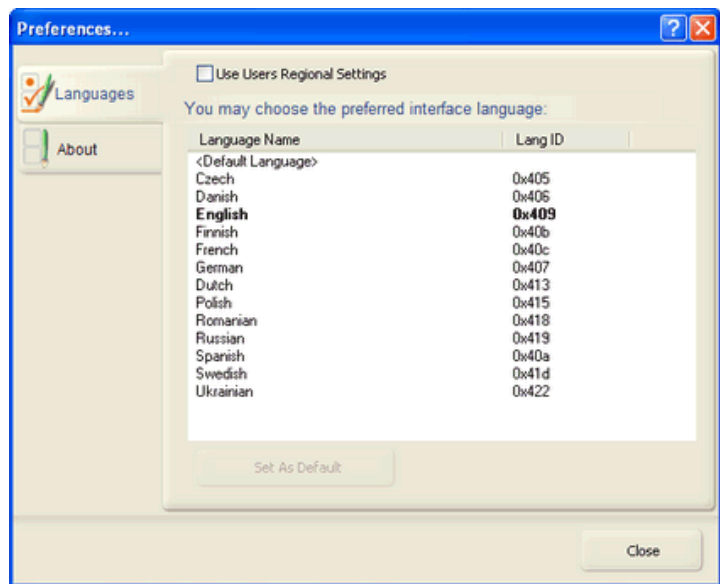 Preferences...
Languages
About
Use Users Regional Settings
You may choose the preferred interface language:
Language Name Lang ID
<Default Language>
Czech 0x405
Danish 0x406
English 0x409
Finnish 0x40b
French 0x40c
German 0x407
Dutch 0x413
Polish 0x415
Romanian 0x418
Russian 0x419
Spanish 0x40a
Swedish 0x41d
Ukrainian 0x422
Set As Default
Close